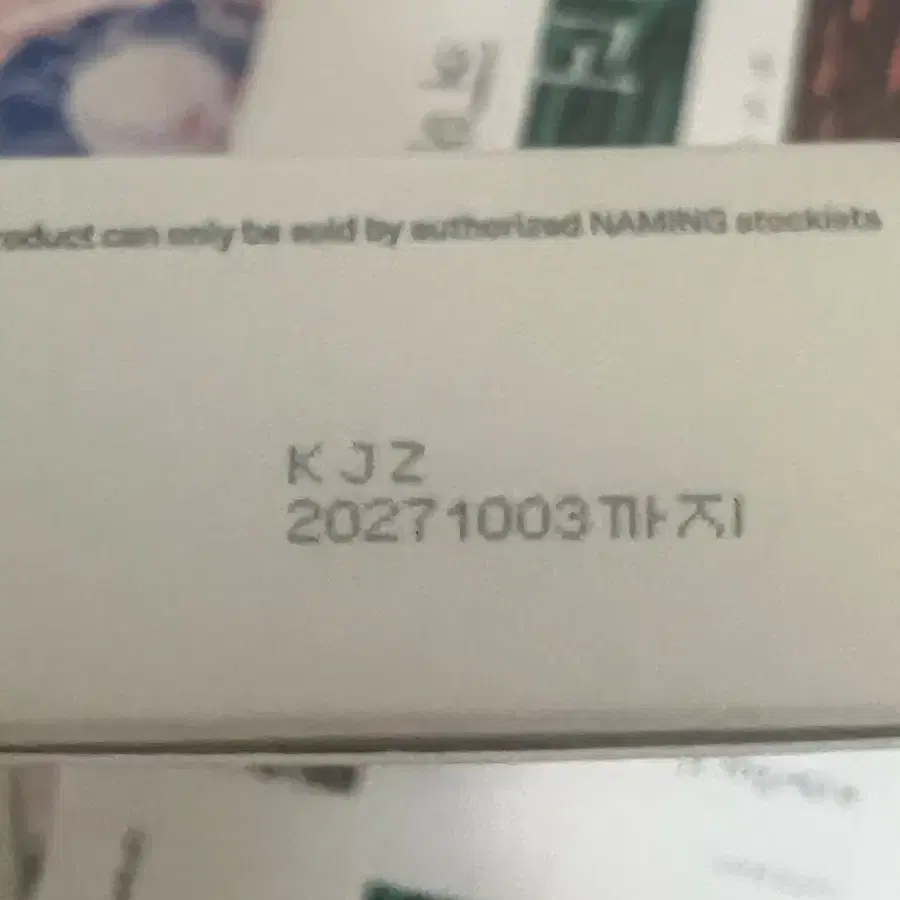 roduct can only be sold by authorized NAMING stockists
KJZ
20271003까지